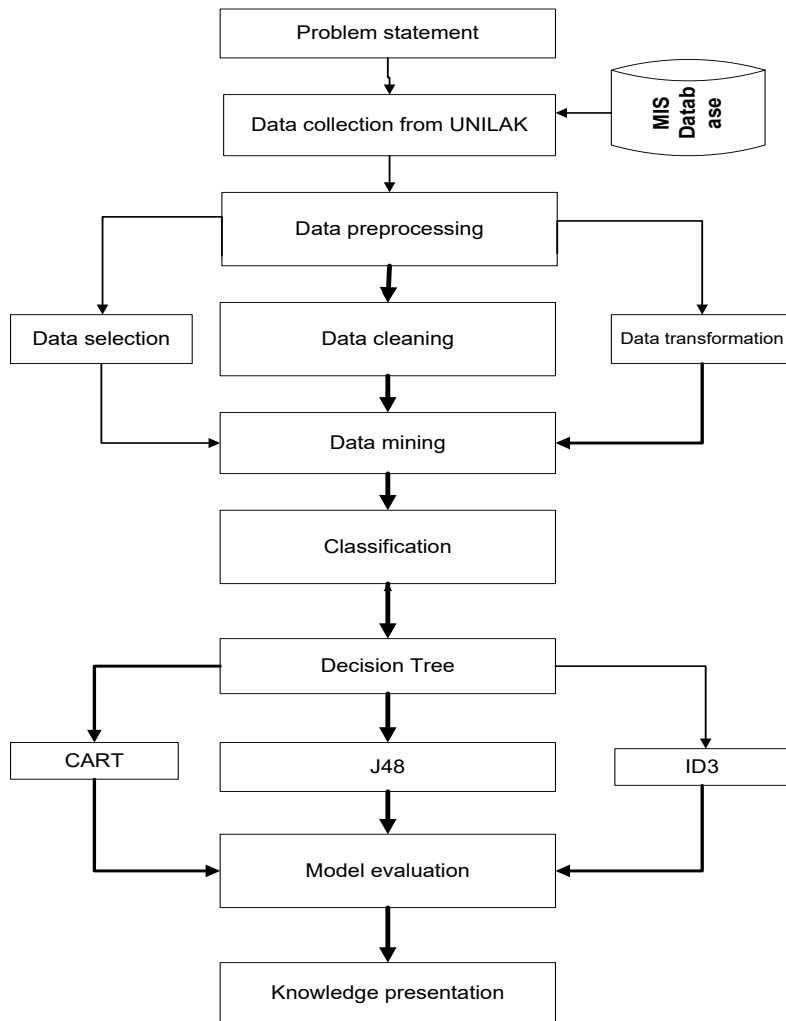 Problem statement
Data collection from UNILAK
MIS
Datab
ase
Data preprocessing
Data selection
Data cleaning
Data transformation
Data mining
Classification
Decision Tree
CART
J48
ID3
Model evaluation
Knowledge presentation